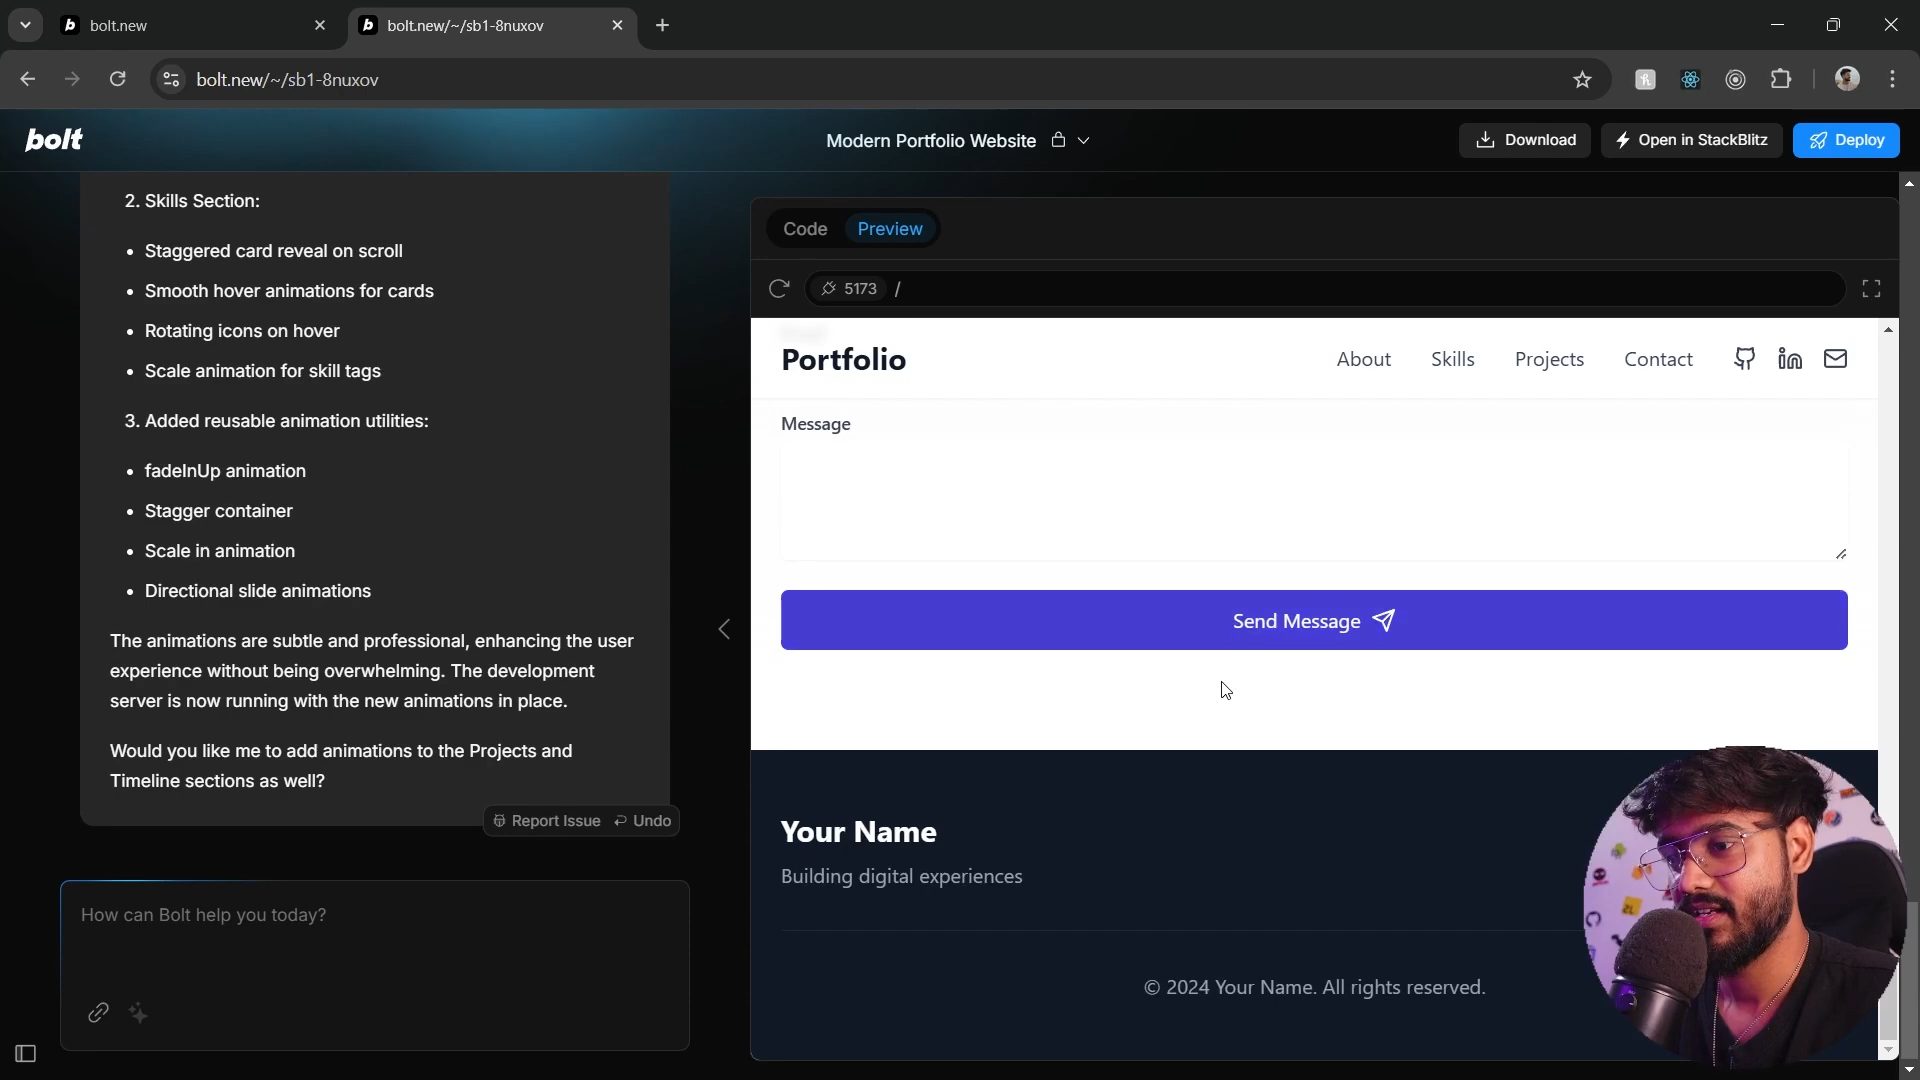 bolt.new
bolt.new/~/sb1-8nuxov
bolt.new/~/sb1-8nuxov
bolt
Modern Portfolio Website
Download
Open in StackBlitz
Deploy
2. Skills Section:
• Staggered card reveal on scroll
• Smooth hover animations for cards
• Rotating icons on hover
• Scale animation for skill tags
3. Added reusable animation utilities:
• fadeInUp animation
• Stagger container
• Scale in animation
• Directional slide animations
The animations are subtle and professional, enhancing the user
experience without being overwhelming. The development
server is now running with the new animations in place.
Would you like me to add animations to the Projects and
Timeline sections as well?
Report Issue
Undo
How can Bolt help you today?
Code
Preview
5173
/
Portfolio
About
Skills
Projects
Contact
Message
Send Message
Your Name
Building digital experiences
© 2024 Your Name. All rights reserved.